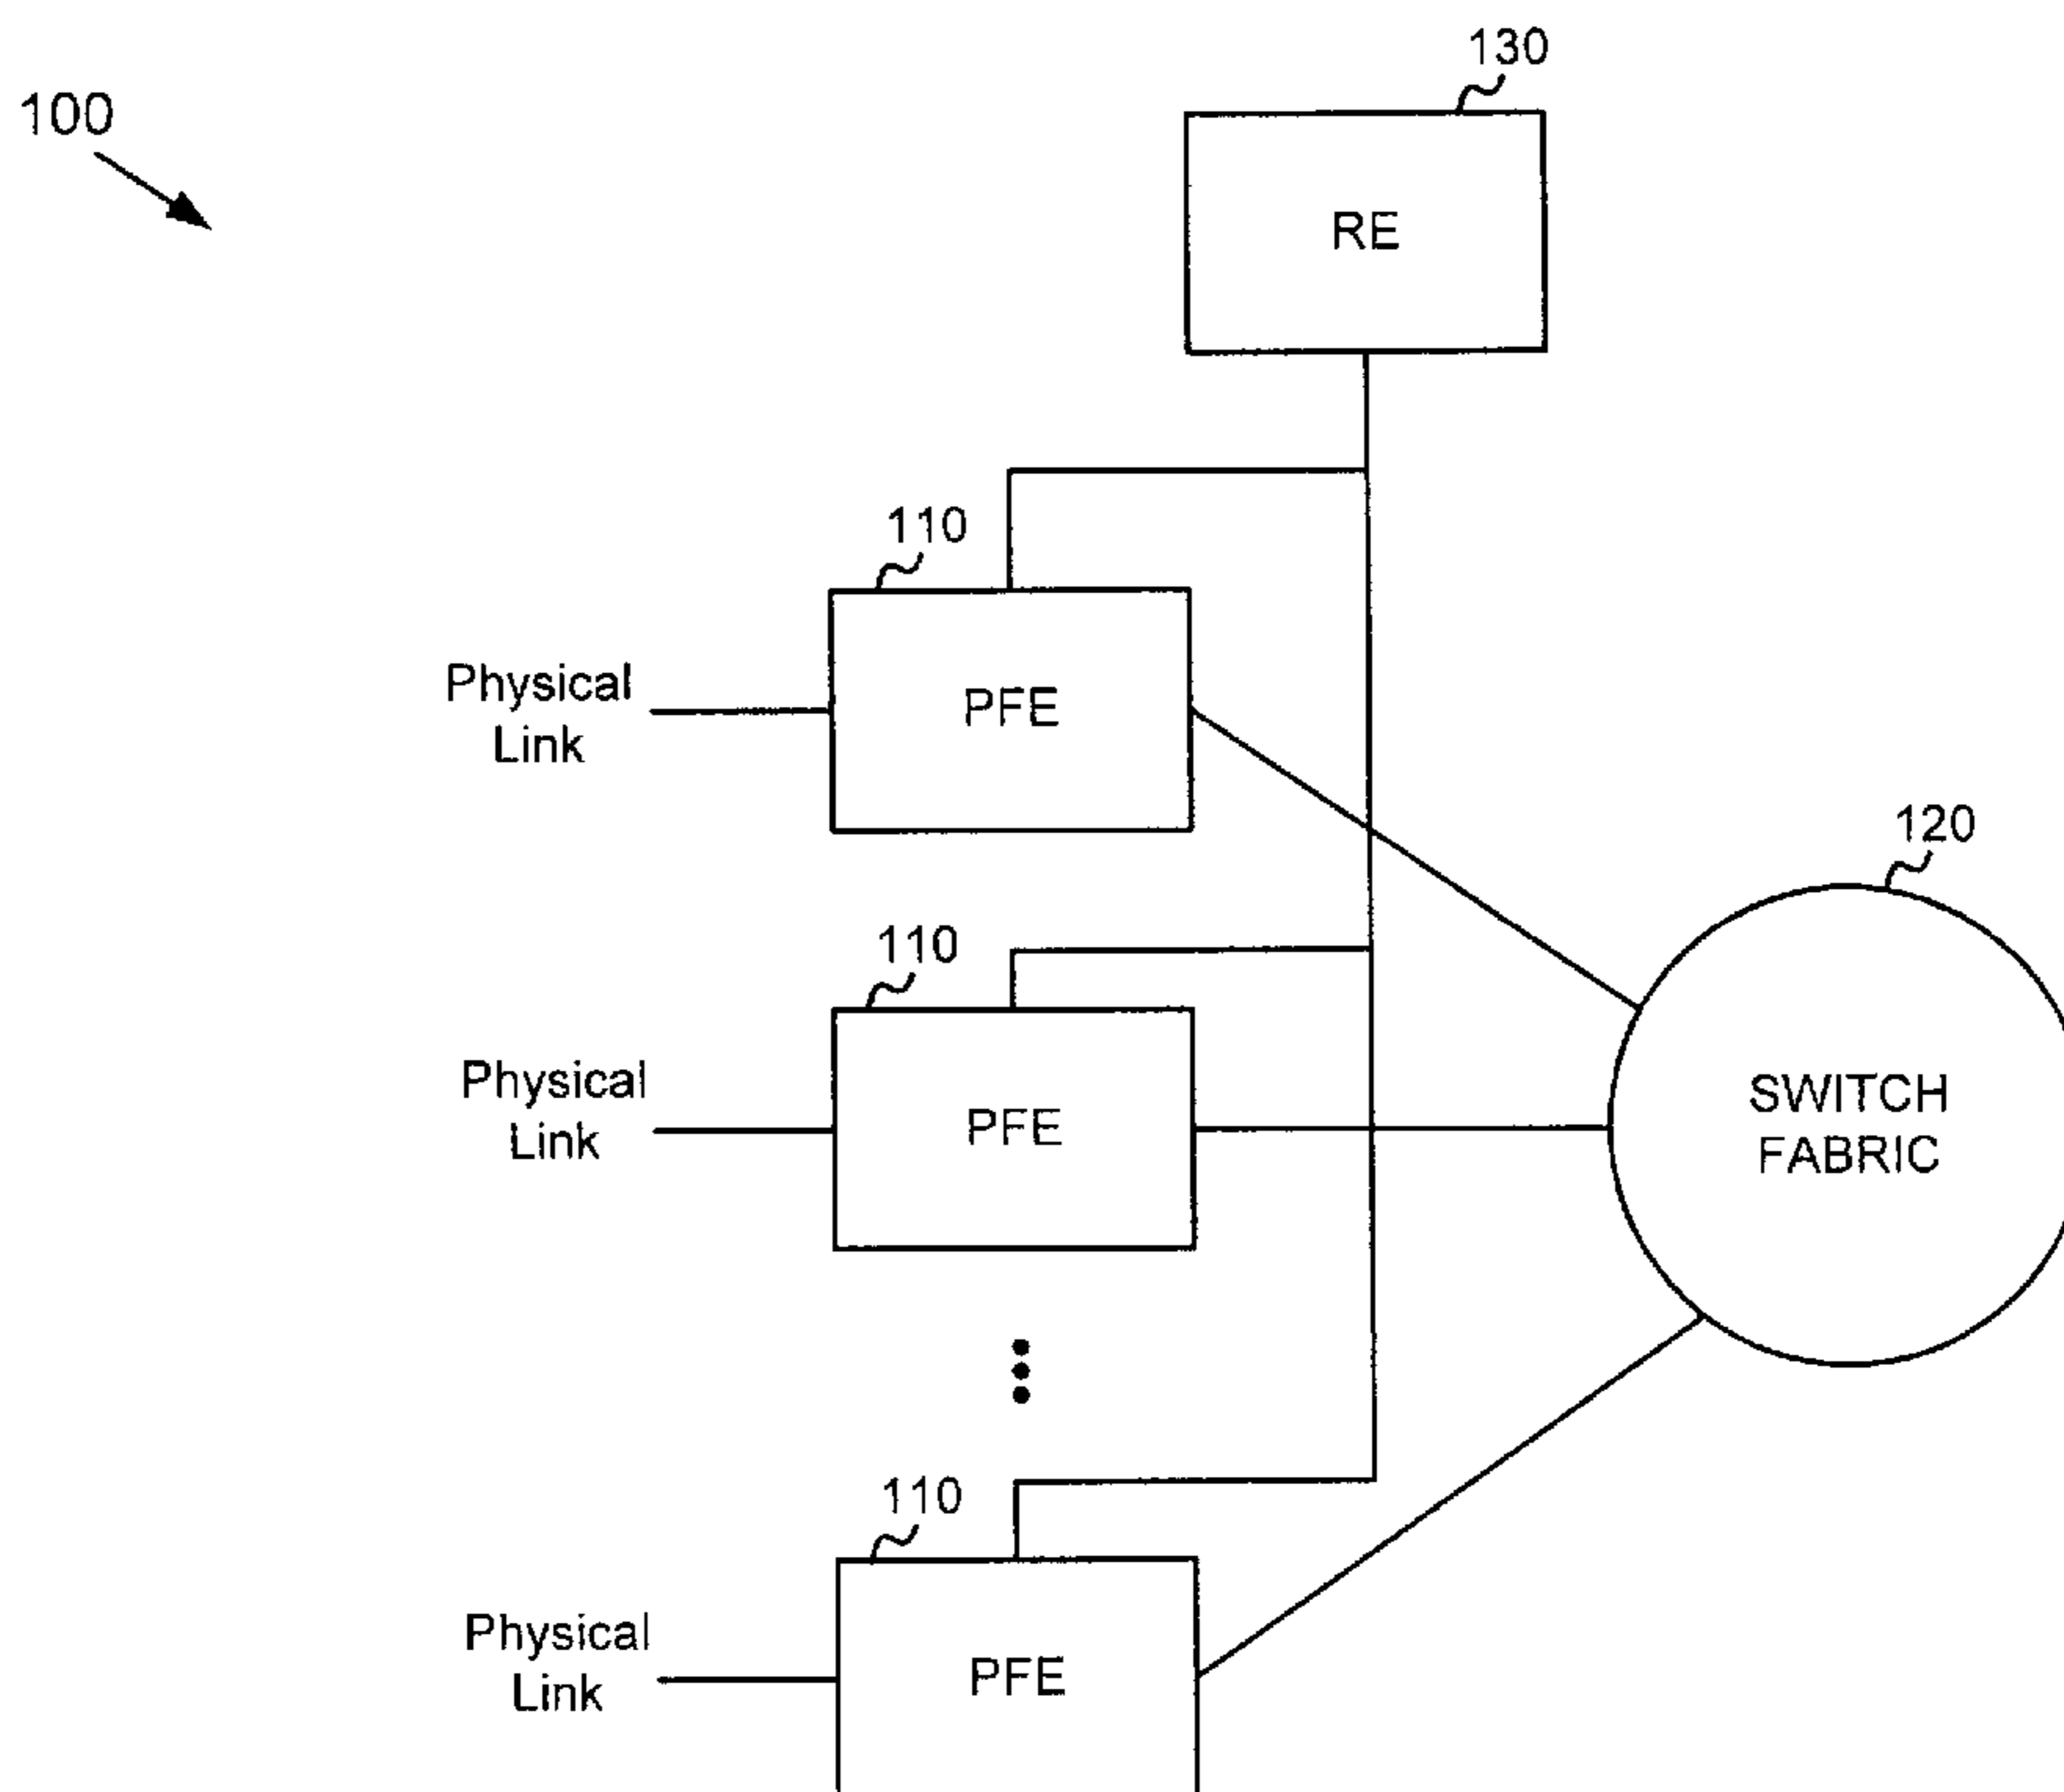 130
100
RE
110
Physical
Link
PFE
120
110
Physical
Link
PFE
SWITCH
FABRIC
110
Physical
Link
PFE